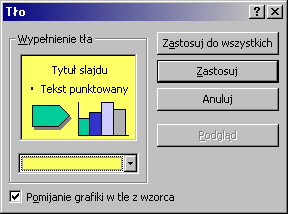 Tło
Wypełnienie tła
Tytuł slajdu
• Tekst punktowany
Zastosuj do wszystkich
Zastosuj
Anuluj
Podgląd
Pomijanie grafiki w tle z wzorca